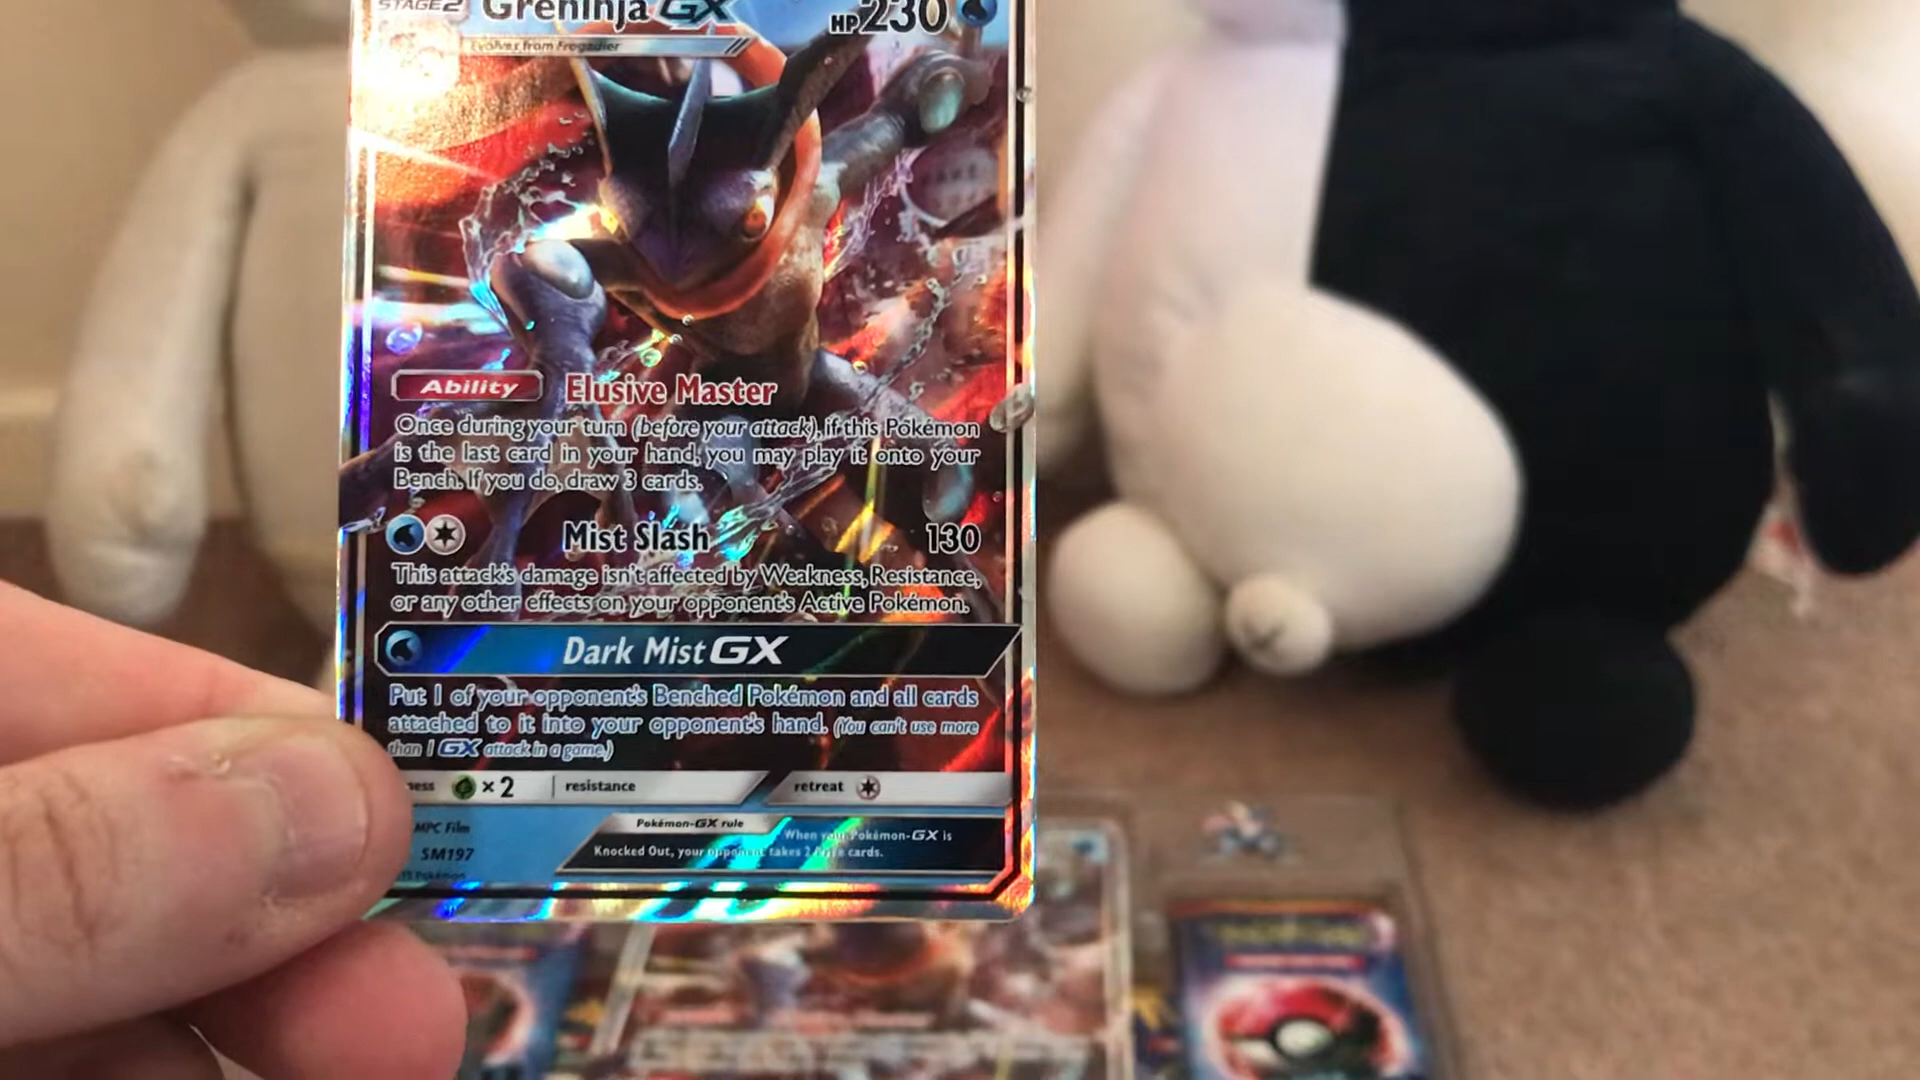 STAGE 2 Greninja GX HP 230
Evolves from Frogadier
Ability Elusive Master
Once during your turn (before your attack), if this Pokémon
is the last card in your hand, you may play it onto your
Bench. If you do, draw 3 cards.
Mist Slash 130
This attack's damage isn't affected by Weakness, Resistance,
or any other effects on your opponent's Active Pokémon.
Dark Mist GX
Put 1 of your opponent's Benched Pokémon and all cards
attached to it into your opponent's hand. (You can't use more
than 1 GX attack in a game.)
ness × 2 resistance retreat
MPC Film
SM197
Pokémon
Pokémon-GX rule
When your Pokémon-GX is
Knocked Out, your opponent takes 2 Prize cards.